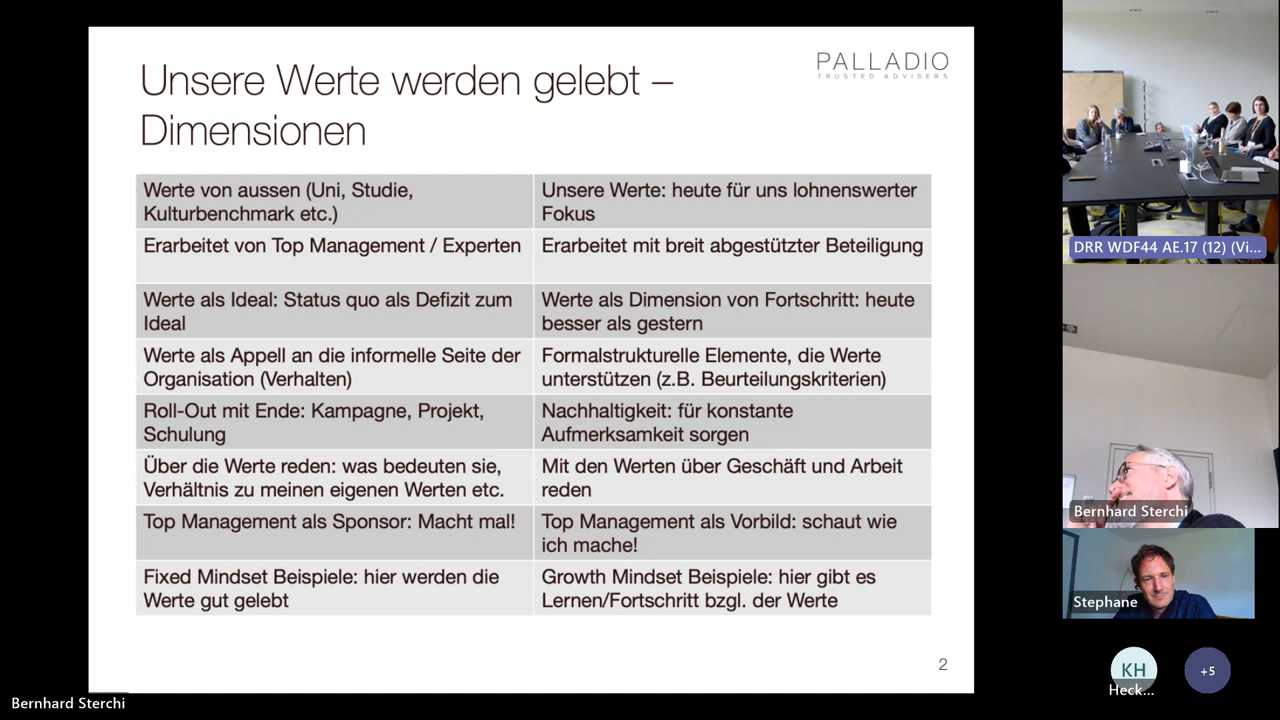 Unsere Werte werden gelebt –
Dimensionen
PALLADIO
TRUSTED ADVISERS
Werte von aussen (Uni, Studie,
Kulturbenchmark etc.)
Unsere Werte: heute für uns lohnenswerter
Fokus
Erarbeitet von Top Management / Experten
Erarbeitet mit breit abgestützter Beteiligung
Werte als Ideal: Status quo als Defizit zum
Ideal
Werte als Dimension von Fortschritt: heute
besser als gestern
Werte als Appell an die informelle Seite der
Organisation (Verhalten)
Formalstrukturelle Elemente, die Werte
unterstützen (z.B. Beurteilungskriterien)
Roll-Out mit Ende: Kampagne, Projekt,
Schulung
Nachhaltigkeit: für konstante
Aufmerksamkeit sorgen
Über die Werte reden: was bedeuten sie,
Verhältnis zu meinen eigenen Werten etc.
Mit den Werten über Geschäft und Arbeit
reden
Top Management als Sponsor: Macht mal!
Top Management als Vorbild: schaut wie
ich mache!
Fixed Mindset Beispiele: hier werden die
Werte gut gelebt
Growth Mindset Beispiele: hier gibt es
Lernen/Fortschritt bzgl. der Werte
2
Bernhard Sterchi
DRR WDF44 AE.17 (12) (Vi...
Bernhard Sterchi
Stephane
KH
Heck...
+5